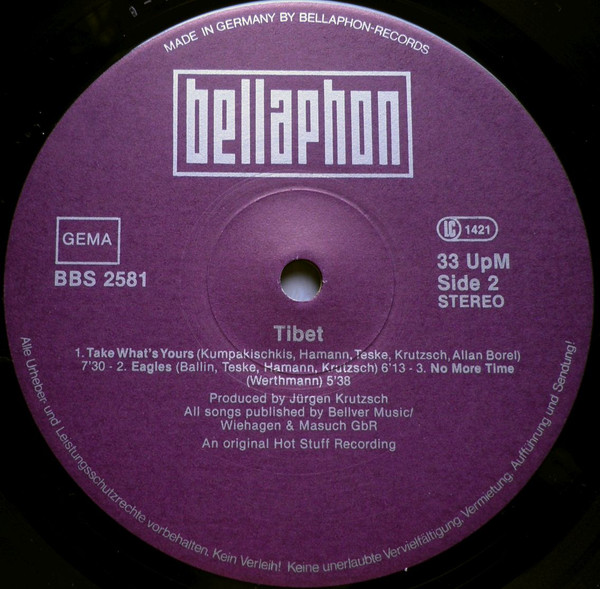 MADE IN GERMANY BY BELLAPHON-RECORDS
bellaphon
GEMA
BBS 2581
LC 1421
33 UpM
Side 2
STEREO
Tibet
1. Take What's Yours (Kumpakischkis, Hamann, Teske, Krutzsch, Allan Borel)
7'30 - 2. Eagles (Ballin, Teske, Hamann, Krutzsch) 6'13 - 3. No More Time
(Werthmann) 5'38
Produced by Jürgen Krutzsch
All songs published by Bellver Music/
Wiehagen & Masuch GbR
An original Hot Stuff Recording
Alle Urheber- und Leistungsschutzrechte vorbehalten. Kein Verleih! Keine unerlaubte Vervielfältigung, Vermietung, Aufführung und Sendung!